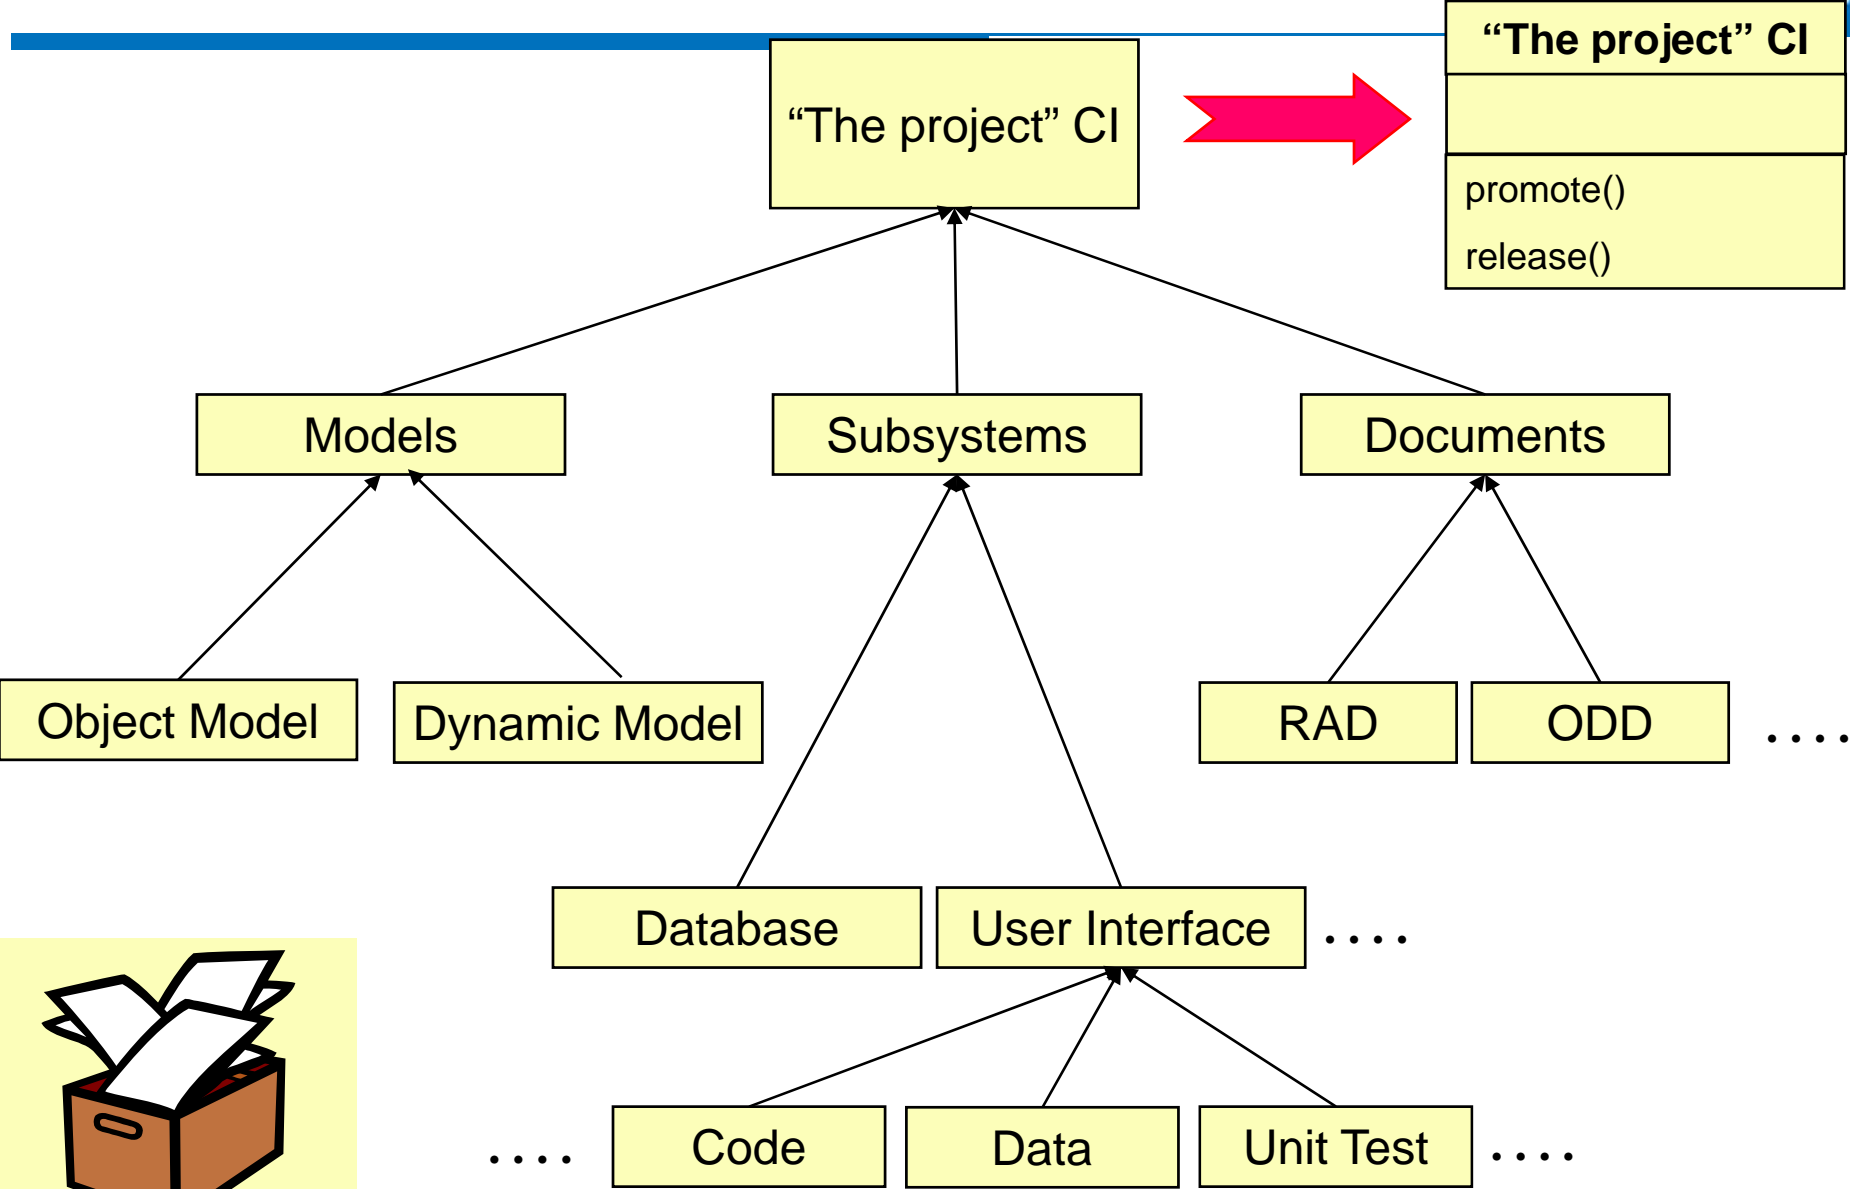 “The project” CI
“The project” CI
promote()
release()
Models
Subsystems
Documents
Object Model
Dynamic Model
RAD
ODD
....
Database
User Interface
....
....
Code
Data
Unit Test
....